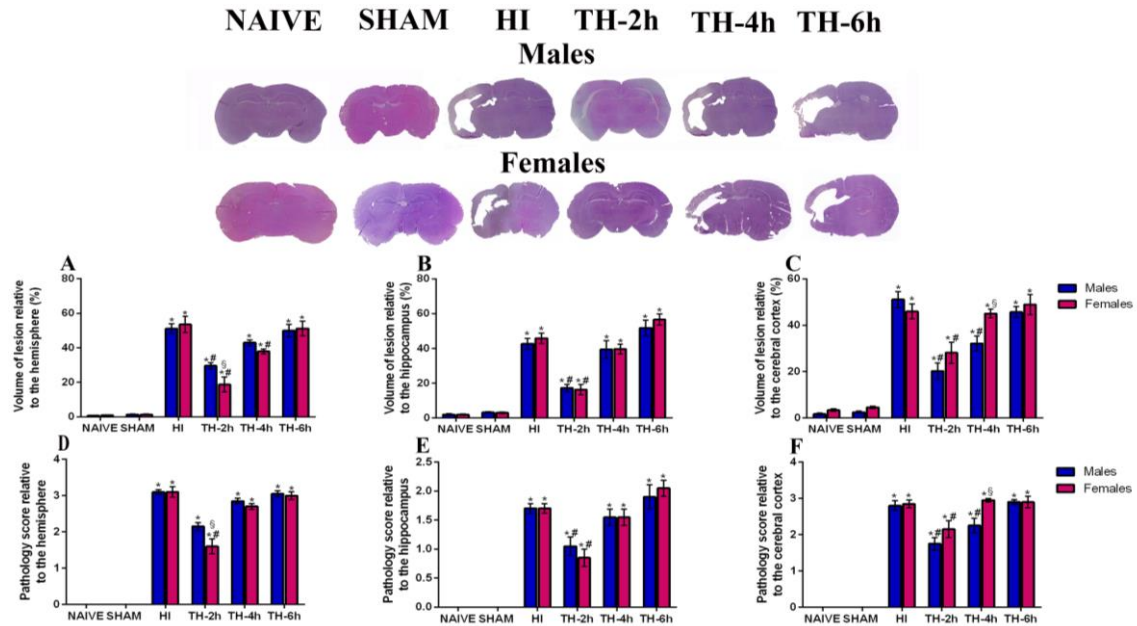 NAIVE SHAM HI TH-2h TH-4h TH-6h
Males
Females
A
Volume of lesion relative
to the hemisphere (%)
80
60
40
20
0
* * *# § *# * *# * *
NAIVE SHAM HI TH-2h TH-4h TH-6h
B
Volume of lesion relative
to the hippocampus (%)
80
60
40
20
0
* * *# *# * * * *
NAIVE SHAM HI TH-2h TH-4h TH-6h
C
Volume of lesion relative
to the cerebral cortex (%)
60
40
20
0
* * *# *# *# *§ * *
NAIVE SHAM HI TH-2h TH-4h TH-6h
Males
Females
D
Pathology score relative
to the hemisphere
4
3
2
1
0
* * * § *# * * * *
NAIVE SHAM HI TH-2h TH-4h TH-6h
E
Pathology score relative
to the hippocampus
2.5
2.0
1.5
1.0
0.5
0.0
* * *# *# * * * *
NAIVE SHAM HI TH-2h TH-4h TH-6h
F
Pathology score relative
to the cerebral cortex
4
3
2
1
0
* * *# * *# *§ * *
NAIVE SHAM HI TH-2h TH-4h TH-6h
Males
Females